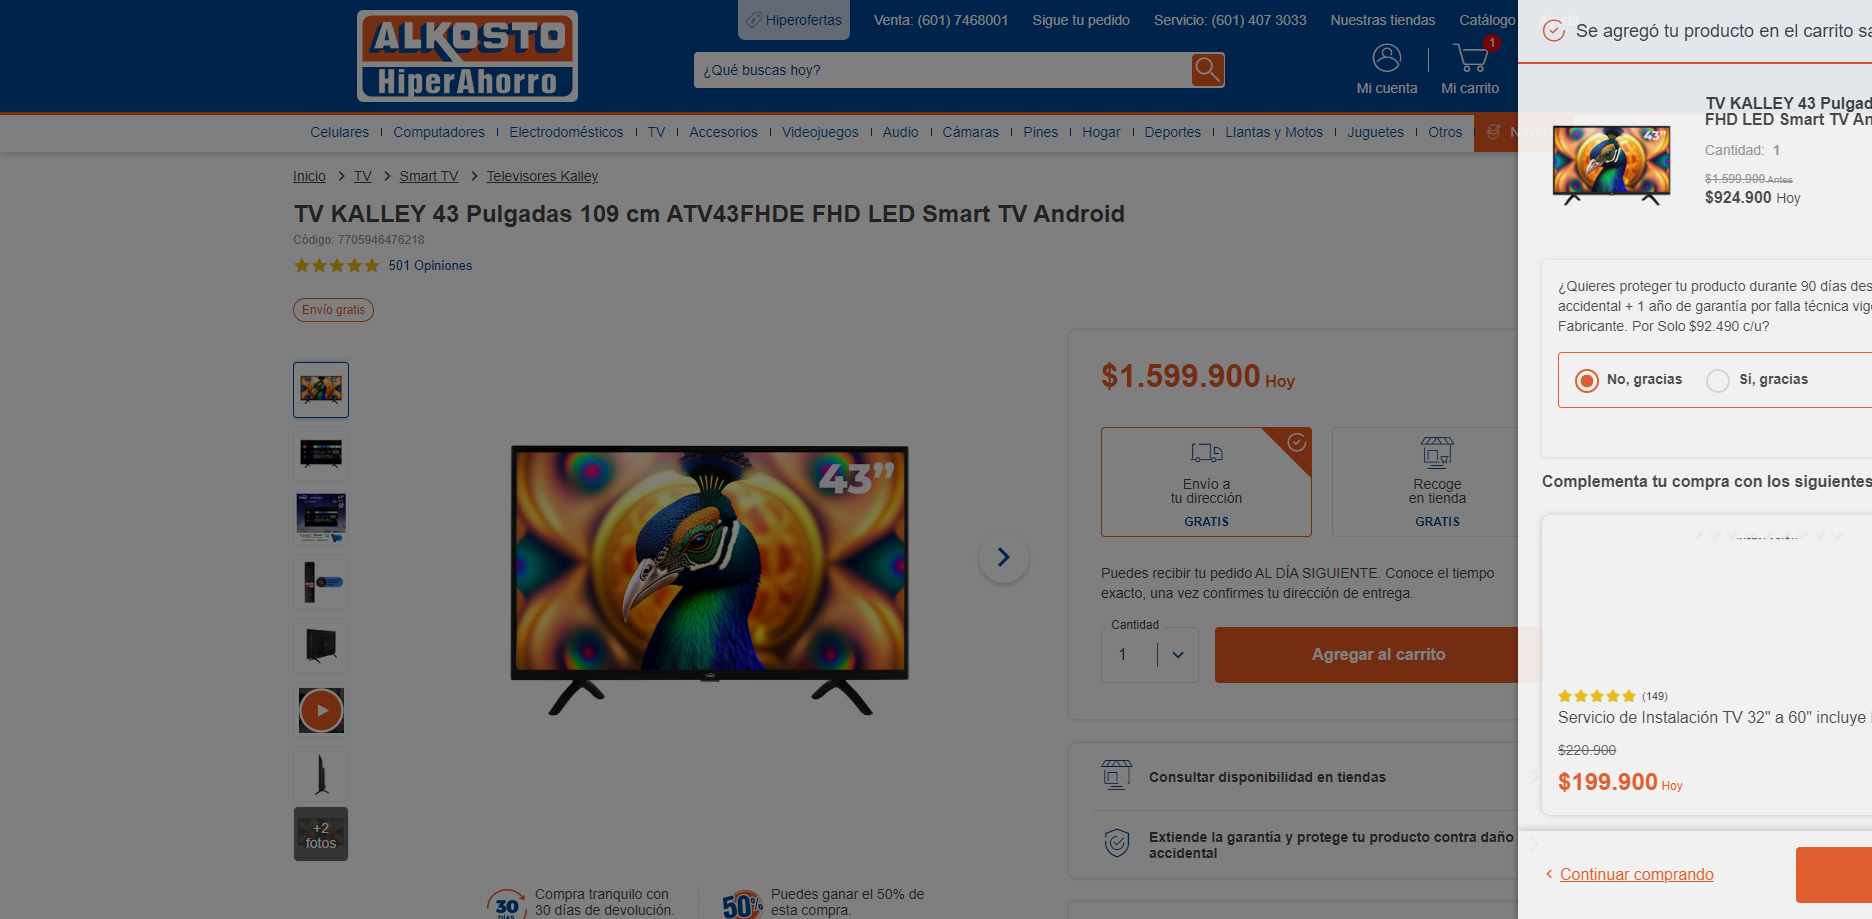 ALKOSTO
HiperAhorro
Hiperofertas
Venta: (601) 7468001
Sigue tu pedido
Servicio: (601) 407 3033
Nuestras tiendas
Catálogo
¿Qué buscas hoy?
Mi cuenta
1
Mi carrito
Celulares
Computadores
Electrodomésticos
TV
Accesorios
Videojuegos
Audio
Cámaras
Pines
Hogar
Deportes
Llantas y Motos
Juguetes
Otros
Inicio
TV
Smart TV
Televisores Kalley
TV KALLEY 43 Pulgadas 109 cm ATV43FHDE FHD LED Smart TV Android
Código: 7705946476218
501 Opiniones
Envío gratis
+2
fotos
43”
$1.599.900 Hoy
Envío a
tu dirección
GRATIS
Recoge
en tienda
GRATIS
Puedes recibir tu pedido AL DÍA SIGUIENTE. Conoce el tiempo
exacto, una vez confirmes tu dirección de entrega.
Cantidad
1
Agregar al carrito
Consultar disponibilidad en tiendas
Extiende la garantía y protege tu producto contra daño
accidental
30
DÍAS
Compra tranquilo con
30 días de devolución.
50%
Puedes ganar el 50% de
esta compra.
Se agregó tu producto en el carrito sa
TV KALLEY 43 Pulgad
FHD LED Smart TV An
43”
Cantidad: 1
$1.599.900 Antes
$924.900 Hoy
¿Quieres proteger tu producto durante 90 días des
accidental + 1 año de garantía por falla técnica vig
Fabricante. Por Solo $92.490 c/u?
No, gracias
Sí, gracias
Complementa tu compra con los siguientes
(149)
Servicio de Instalación TV 32" a 60" incluye
$220.900
$199.900 Hoy
Continuar comprando